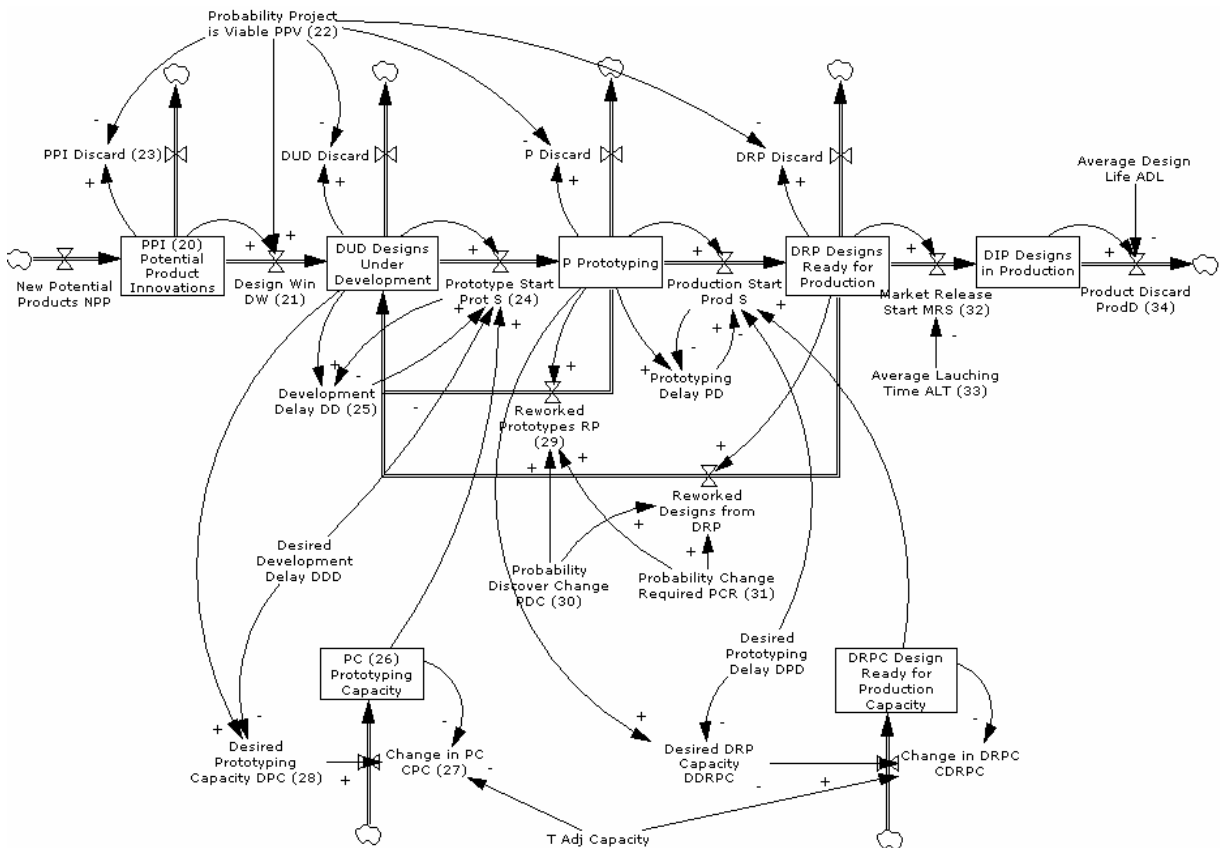 Probability Project
is Viable PPV (22)
PPI Discard (23)
DUD Discard
P Discard
DRP Discard
Average Design
Life ADL
PPI (20)
Potential
Product
Innovations
DUD Designs
Under
Development
P Prototyping
DRP Designs
Ready for
Production
DIP Designs
in Production
New Potential
Products NPP
Design Win
DW (21)
Prototype Start
Prot S (24)
Production Start
Prod S
Market Release
Start MRS (32)
Product Discard
ProdD (34)
Development
Delay DD (25)
Reworked
Prototypes RP
(29)
Prototyping
Delay PD
Average Lauching
Time ALT (33)
Reworked
Designs from
DRP
Desired
Development
Delay DDD
Probability
Discover Change
PDC (30)
Probability Change
Required PCR (31)
PC (26)
Prototyping
Capacity
Desired
Prototyping
Delay DPD
DRPC Design
Ready for
Production
Capacity
Desired
Prototyping
Capacity DPC (28)
Change in PC
CPC (27)
Desired DRP
Capacity
DDRPC
Change in DRPC
CDRPC
T Adj Capacity